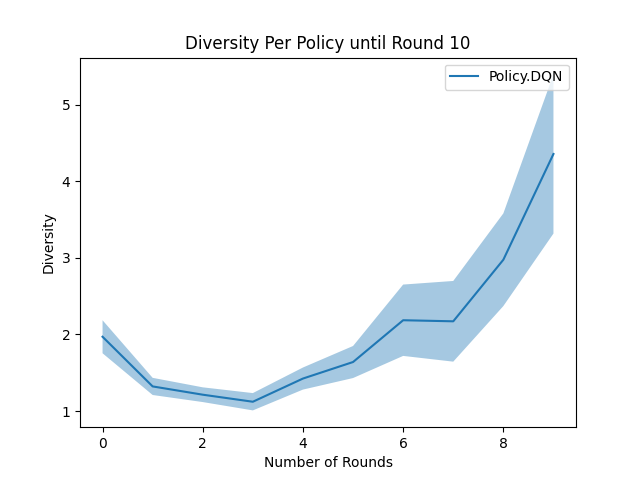 Diversity Per Policy until Round 10
Policy.DQN
5
4
3
2
1
Diversity
0 2 4 6 8
Number of Rounds